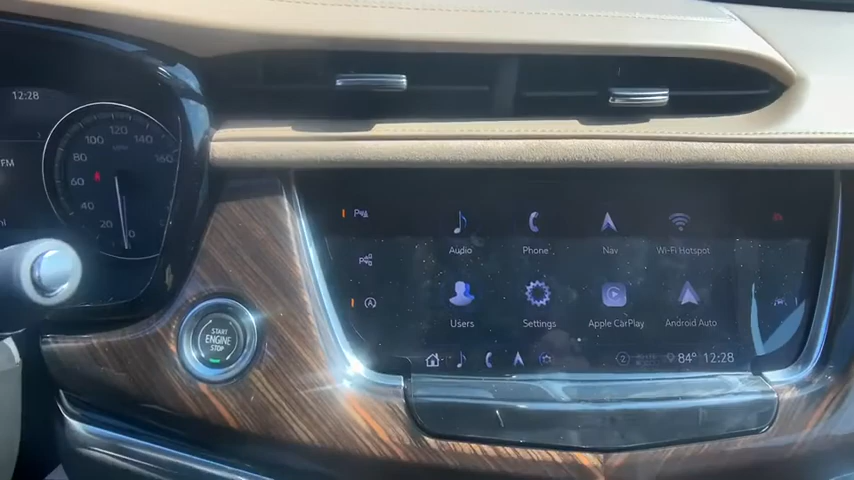 12:28
FM
0
20
40
60
80
100
120
140
160
START
ENGINE
STOP
Audio
Phone
Nav
Wi-Fi Hotspot
Users
Settings
Apple CarPlay
Android Auto
2
84° 12:28